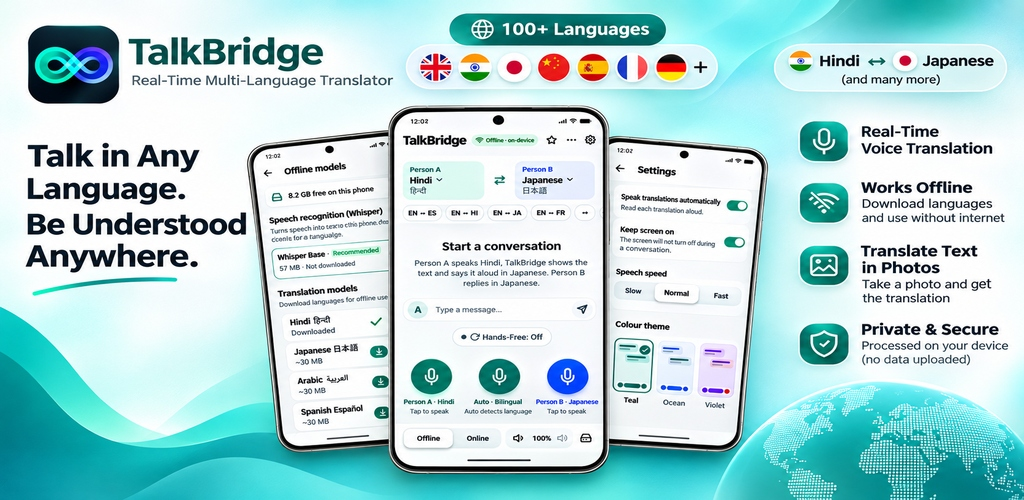 TalkBridge
Real-Time Multi-Language Translator
100+ Languages
+
Hindi ↔ Japanese
(and many more)
Talk in Any
Language.
Be Understood
Anywhere.
12:02
← Offline models
8.2 GB free on this phone
Speech recognition (Whisper)
Turns speech into text
Whisper Base · Recommended
57 MB · Not downloaded
Translation models
Download languages for offline use
Hindi हिन्दी
Downloaded
Japanese 日本語
~30 MB
Arabic العربية
~30 MB
Spanish Español
~30 MB
12:02
TalkBridge
Offline · on-device
Person A
Hindi
हिन्दी
Person B
Japanese
日本語
EN ↔ ES
EN ↔ HI
EN ↔ JA
EN ↔ FR
Start a conversation
Person A speaks Hindi, TalkBridge shows the
text and says it aloud in Japanese. Person B
replies in Japanese.
A
Type a message...
Hands-Free: Off
Person A · Hindi
Tap to speak
Auto · Bilingual
Auto detects language
Person B · Japanese
Tap to speak
Offline
Online
100%
12:02
← Settings
Speak translations automatically
Read each translation aloud.
Keep screen on
The screen will not turn off during
a conversation.
Speech speed
Slow
Normal
Fast
Colour theme
Teal
Ocean
Violet
Real-Time
Voice Translation
Works Offline
Download languages
and use without internet
Translate Text
in Photos
Take a photo and get
the translation
Private & Secure
Processed on your device
(no data uploaded)